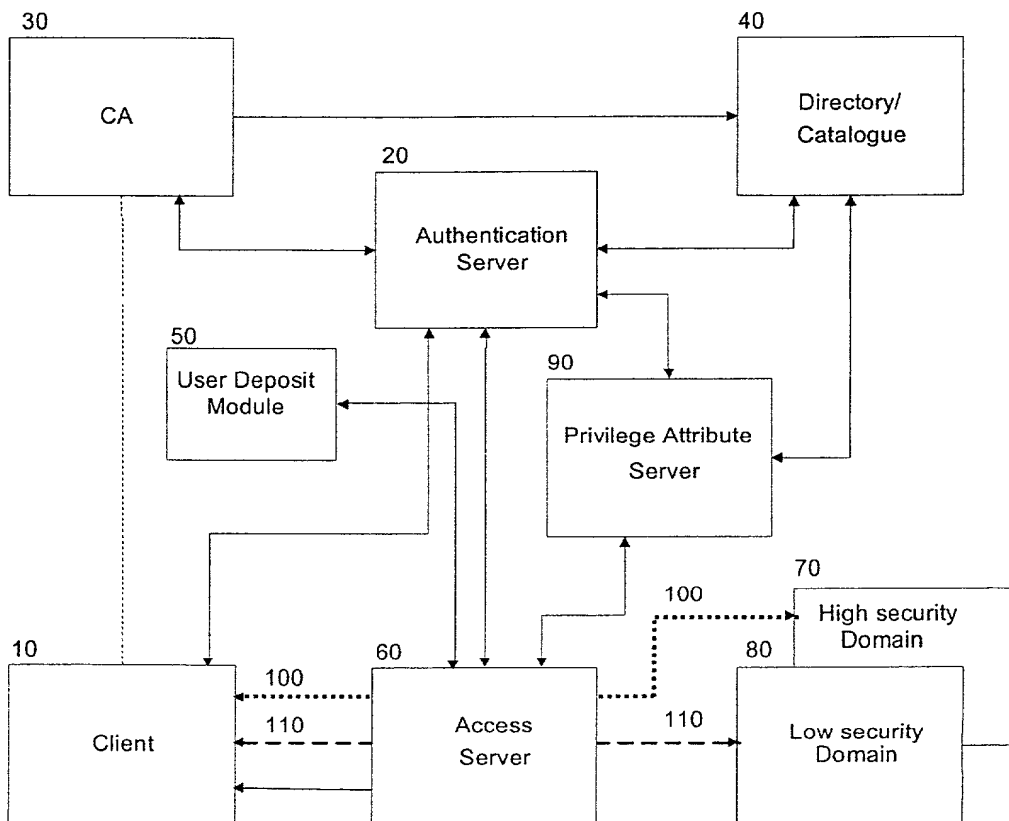 30
CA
40
Directory/
Catalogue
20
Authentication
Server
50
User Deposit
Module
90
Privilege Attribute
Server
70
High security
Domain
100
10
Client
100
110
60
Access
Server
110
80
Low security
Domain